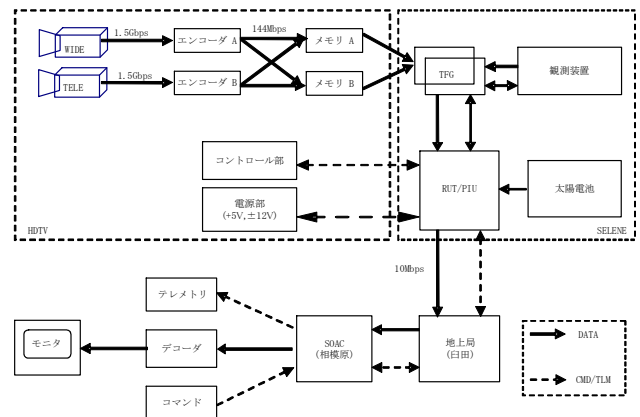 1.5Gbps
144Mbps
WIDE
エンコーダ A
メモリ A
TFG
観測装置
1.5Gbps
TELE
エンコーダ B
メモリ B
コントロール部
RUT/PIU
太陽電池
電源部
(+5V,±12V)
HDTV
SELENE
10Mbps
テレメトリ
モニタ
デコーダ
SOAC
(相模原)
地上局
(臼田)
コマンド
DATA
CMD/TLM